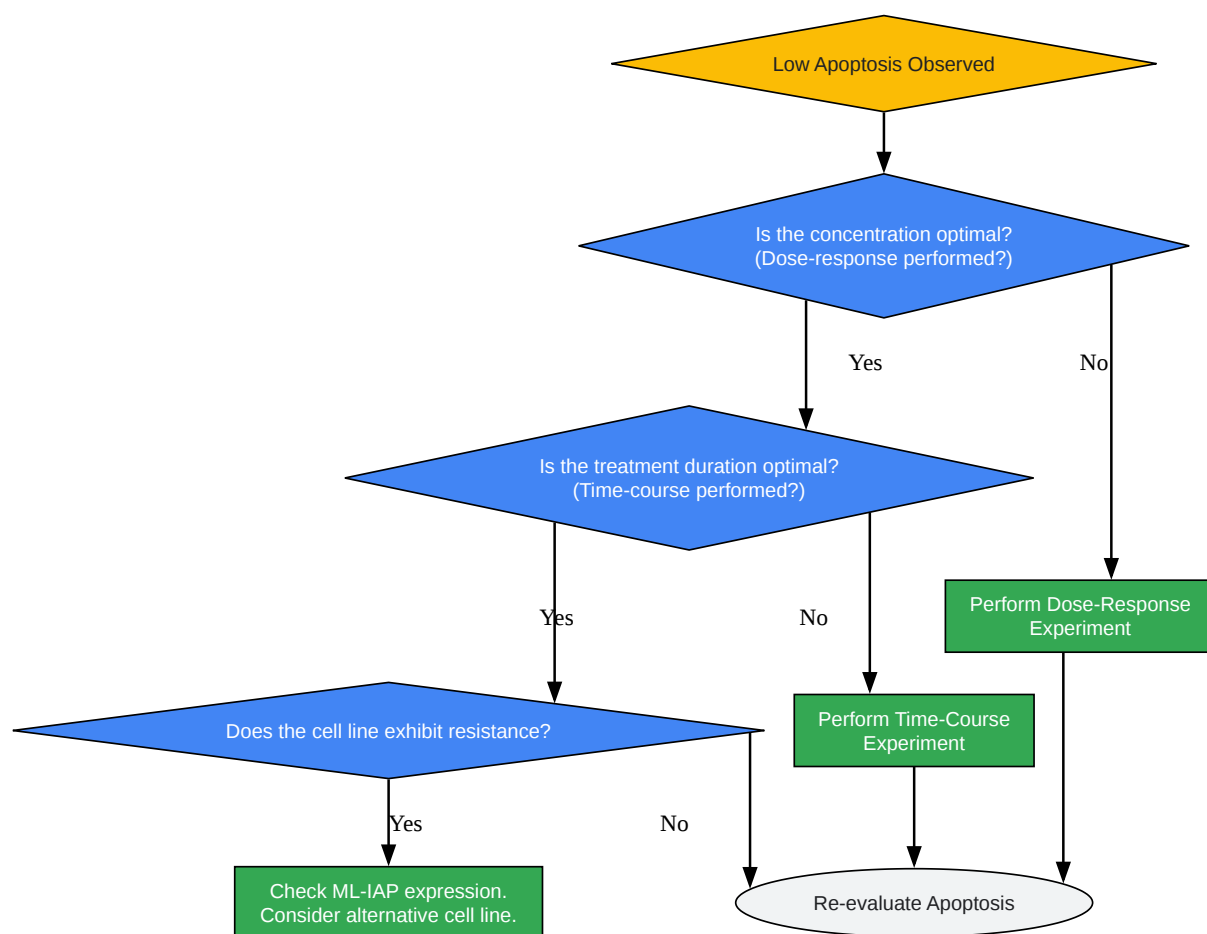 Low Apoptosis Observed
Is the concentration optimal?
(Dose-response performed?)
Yes
No
Is the treatment duration optimal?
(Time-course performed?)
Yes
No
Perform Dose-Response
Experiment
Does the cell line exhibit resistance?
Perform Time-Course
Experiment
Yes
No
Check ML-IAP expression.
Consider alternative cell line.
Re-evaluate Apoptosis